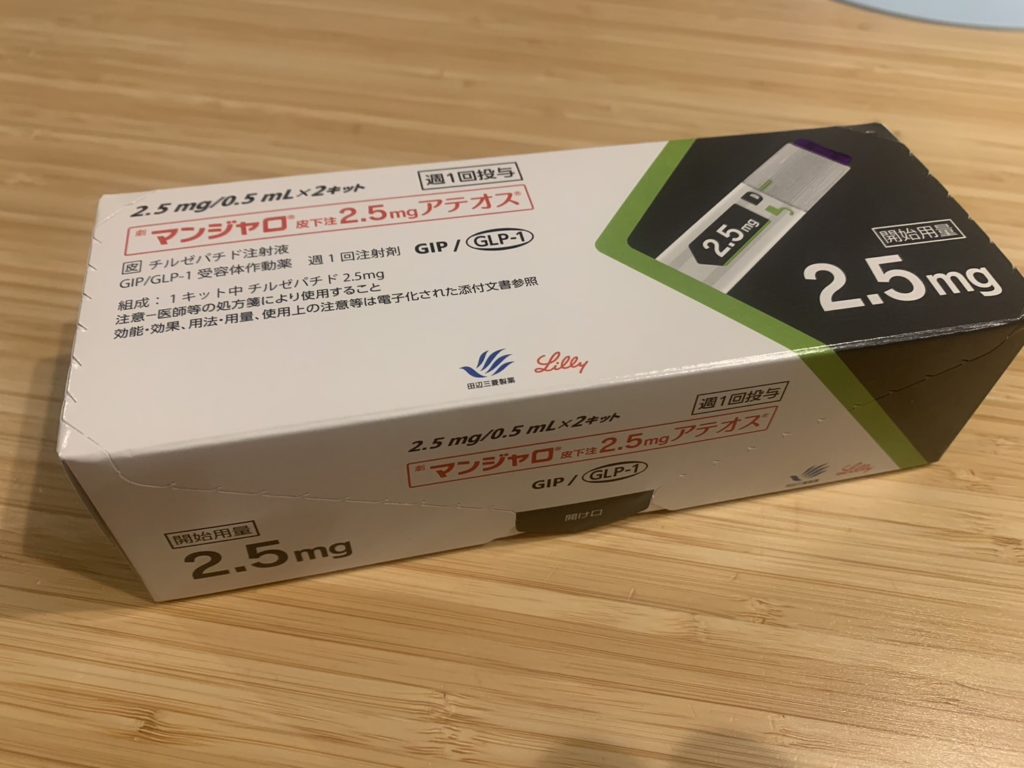 2.5 mg/0.5 mL×2キット
週1回投与
劇 マンジャロ® 皮下注 2.5mg アテオス®
皮 チルゼパチド注射液
GIP/GLP-1 受容体作動薬 週1回注射剤
GIP / GLP-1
組成：1キット中 チルゼパチド 2.5mg
注意－医師等の処方箋により使用すること
効能・効果、用法・用量、使用上の注意等は電子化された添付文書参照
田辺三菱製薬
Lilly
2.5mg
開始用量
2.5mg
2.5 mg/0.5 mL×2キット
週1回投与
劇 マンジャロ® 皮下注 2.5mg アテオス®
GIP / GLP-1
Lilly
開け口
開始用量
2.5mg